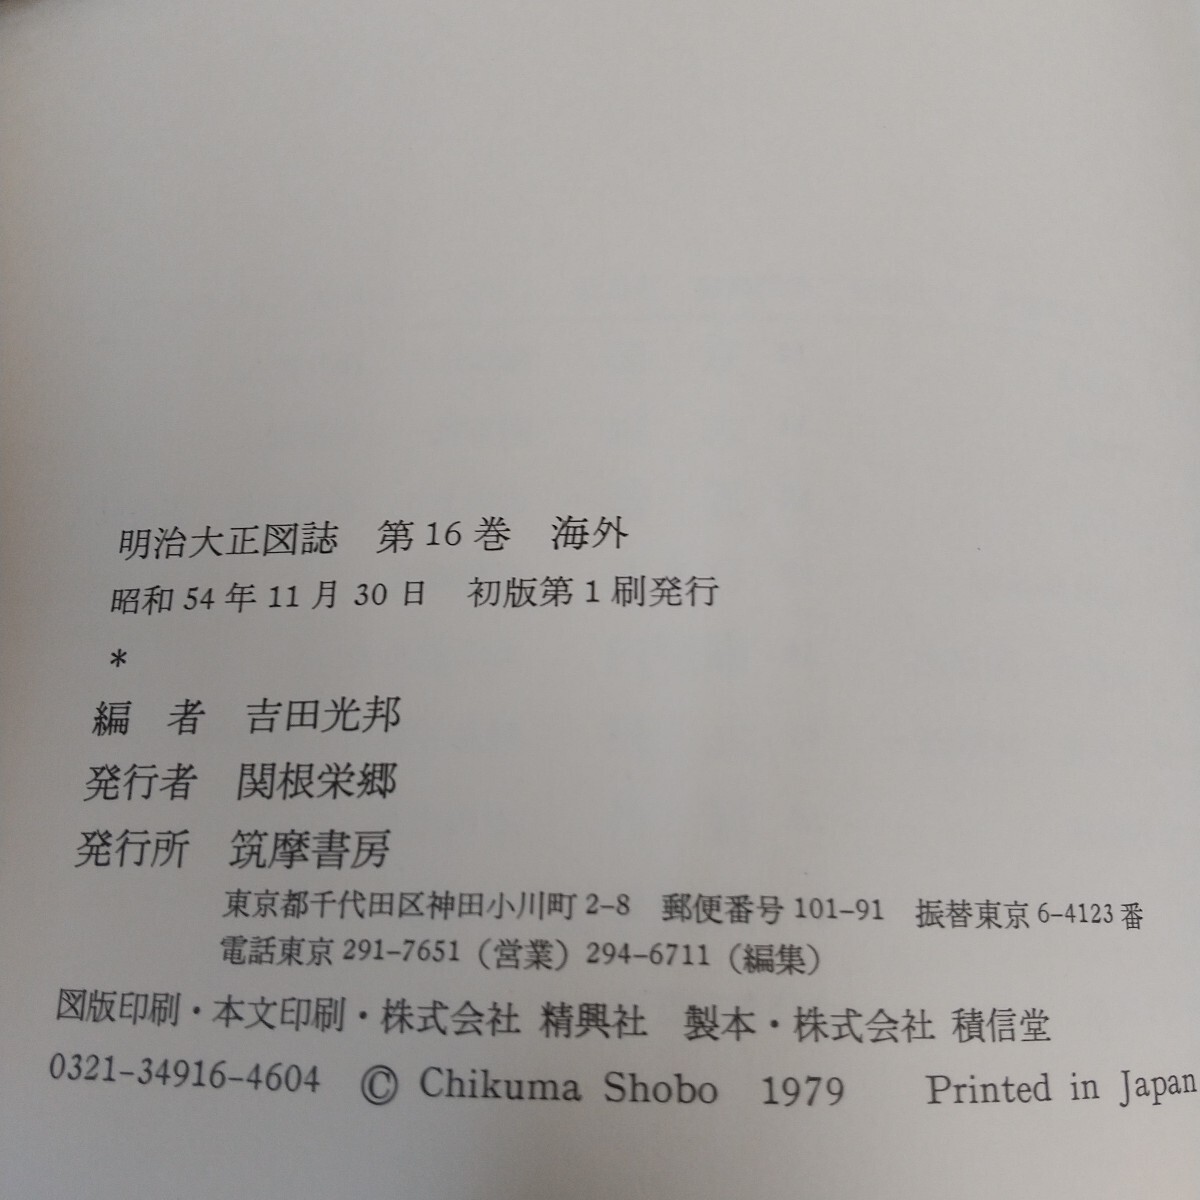 明治大正図誌　第16巻　海外
昭和54年11月30日　初版第1刷発行
*
編　者　吉田光邦
発行者　関根栄郷
発行所　筑摩書房
東京都千代田区神田小川町2-8　郵便番号101-91　振替東京6-4123番
電話東京291-7651（営業）294-6711（編集）
図版印刷・本文印刷・株式会社 精興社　製本・株式会社 積信堂
0321-34916-4604　© Chikuma Shobo 1979　Printed in Japan